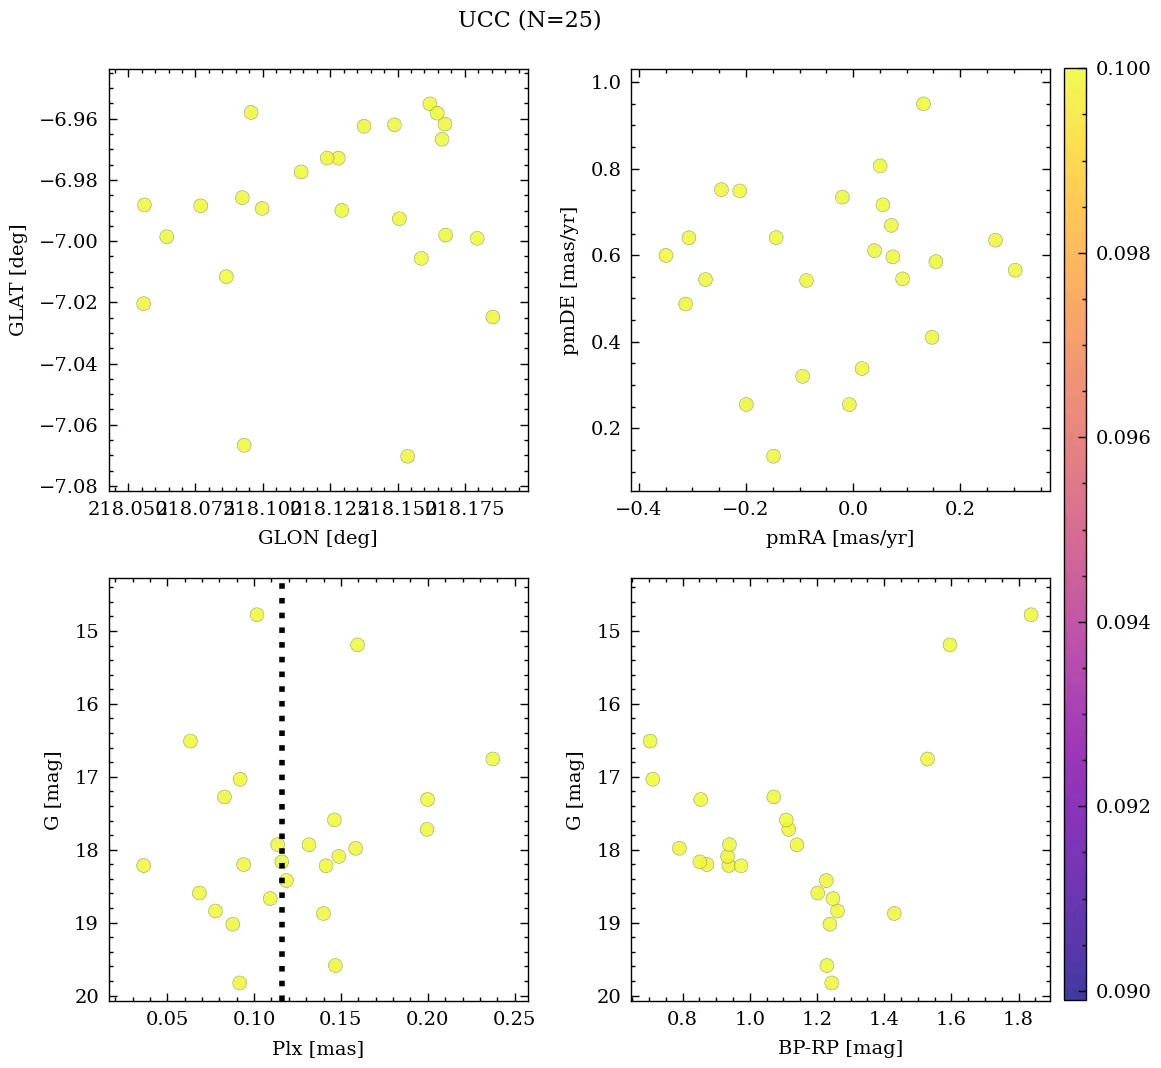 UCC (N=25)
−6.96
−6.98
−7.00
−7.02
−7.04
−7.06
−7.08
GLAT [deg]
218.050 218.075 218.100 218.125 218.150 218.175
GLON [deg]
1.0
0.8
0.6
0.4
0.2
pmDE [mas/yr]
−0.4 −0.2 0.0 0.2
pmRA [mas/yr]
0.100
0.098
0.096
0.094
0.092
0.090
15
16
17
18
19
20
G [mag]
0.05 0.10 0.15 0.20 0.25
Plx [mas]
15
16
17
18
19
20
G [mag]
0.8 1.0 1.2 1.4 1.6 1.8
BP-RP [mag]